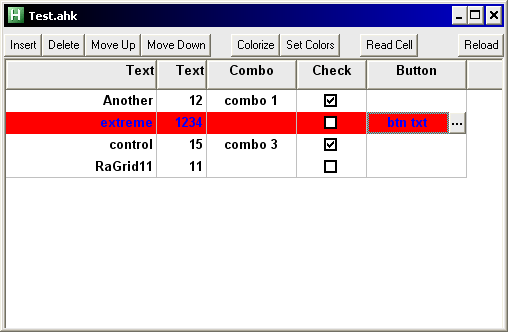 Test.ahk
Insert Delete Move Up Move Down Colorize Set Colors Read Cell Reload
Text Text Combo Check Button
Another 12 combo 1
extreme 1234 btn txt ...
control 15 combo 3
RaGrid11 11